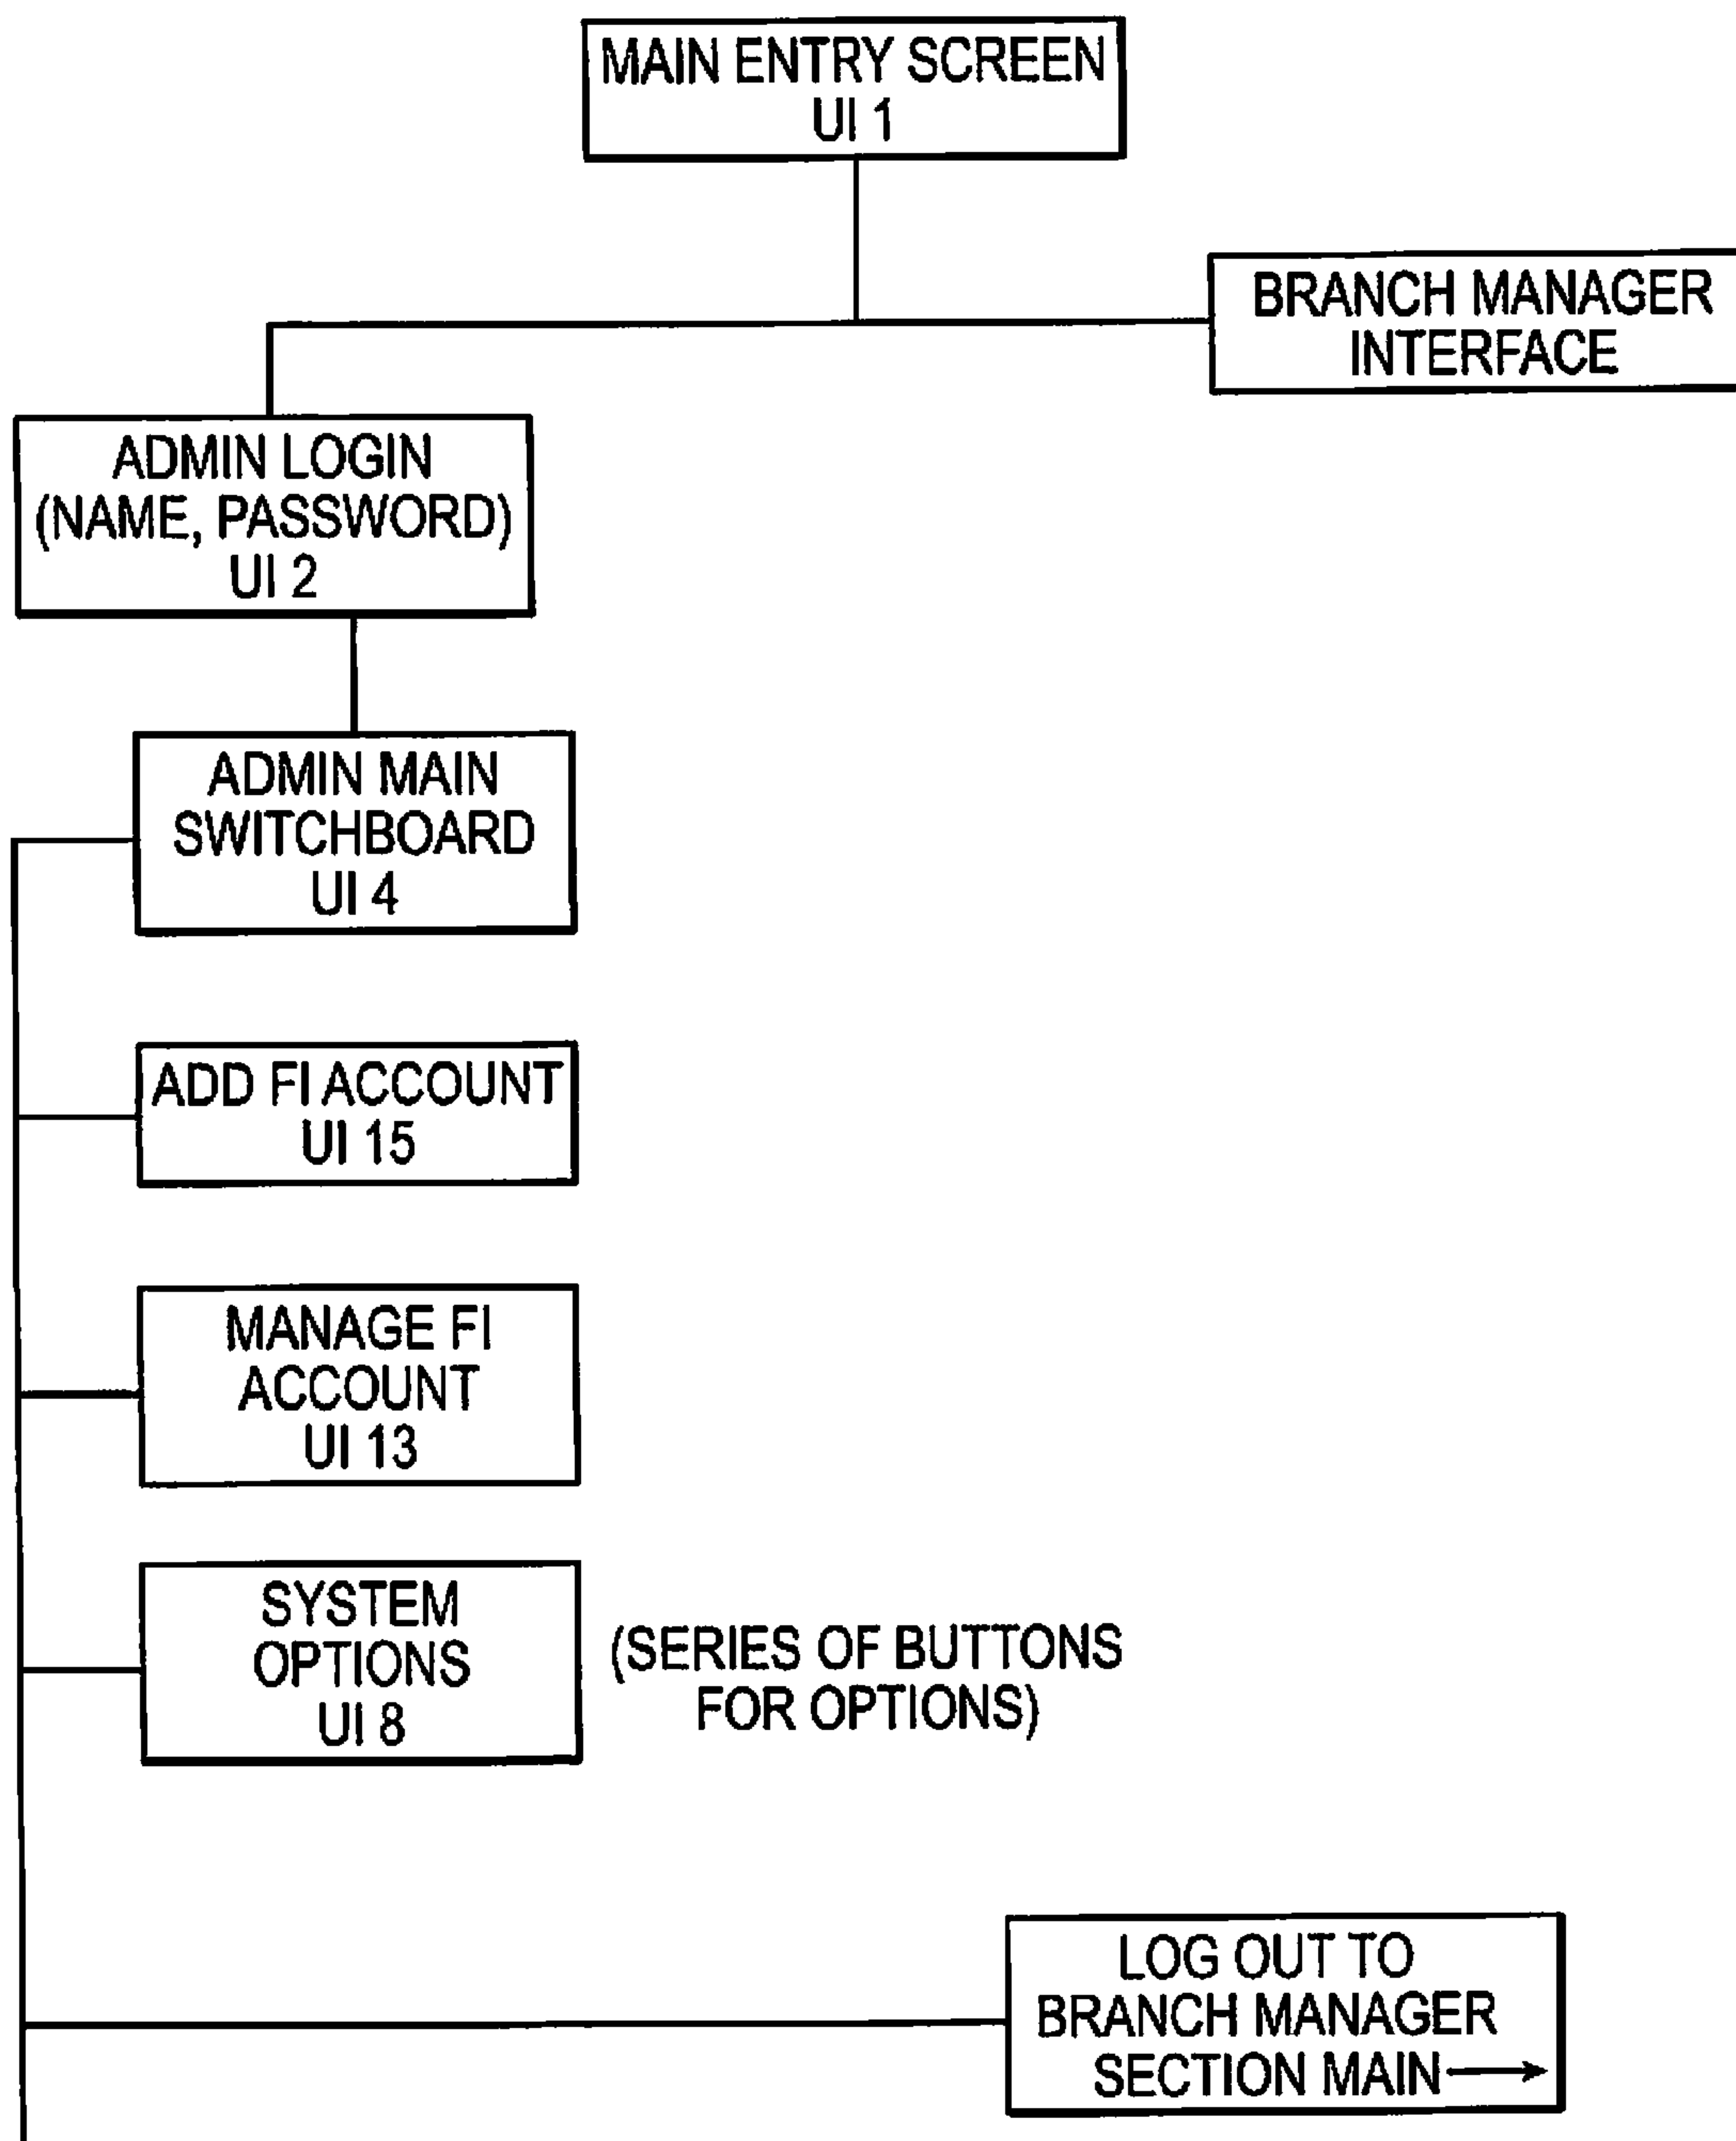 MAIN ENTRY SCREEN
UI 1
BRANCH MANAGER
INTERFACE
ADMIN LOGIN
(NAME, PASSWORD)
UI 2
ADMIN MAIN
SWITCHBOARD
UI 4
ADD FI ACCOUNT
UI 15
MANAGE FI
ACCOUNT
UI 13
SYSTEM
OPTIONS
UI 8
(SERIES OF BUTTONS
FOR OPTIONS)
LOG OUT TO
BRANCH MANAGER
SECTION MAIN